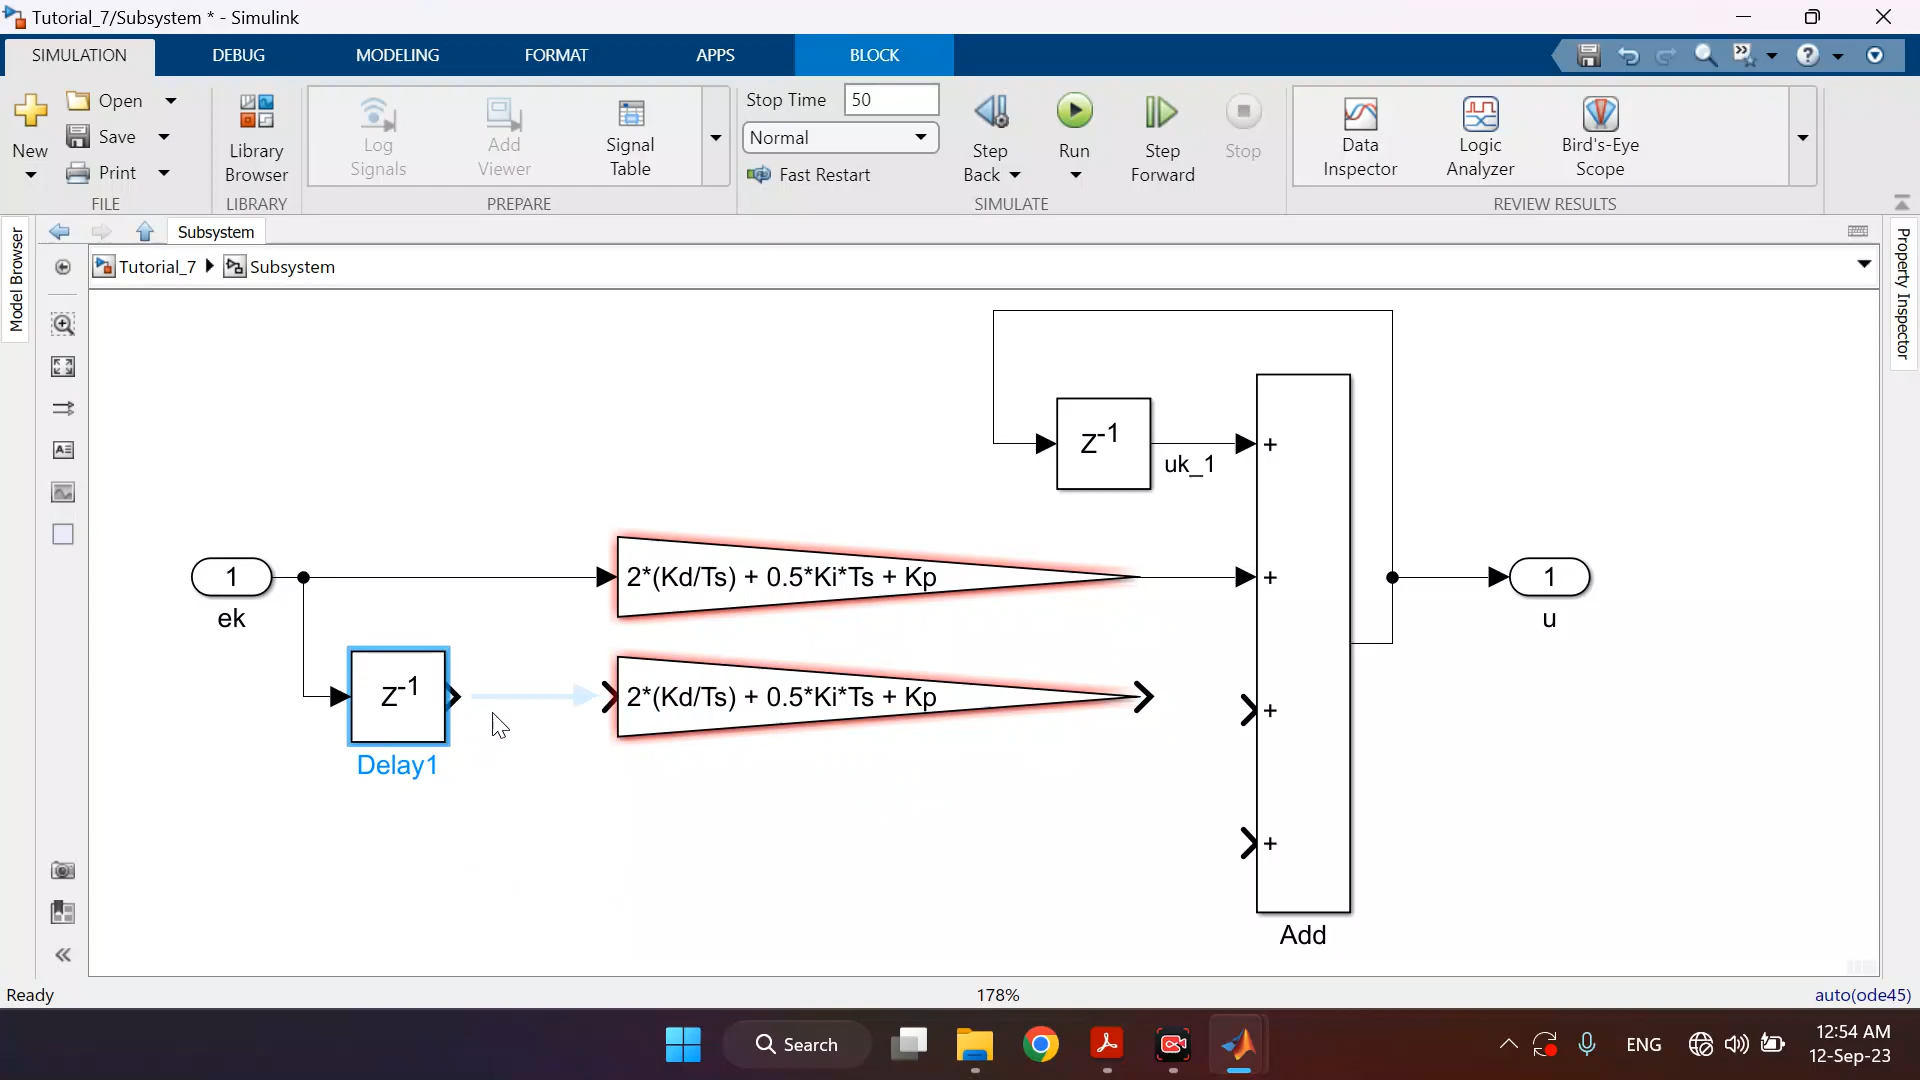 Tutorial_7/Subsystem * - Simulink
SIMULATION DEBUG MODELING FORMAT APPS BLOCK
New
Open
Save
Print
FILE
Library
Browser
LIBRARY
Log
Signals
Add
Viewer
Signal
Table
PREPARE
Stop Time 50
Normal
Fast Restart
Step
Back
Run
Step
Forward
Stop
SIMULATE
Data
Inspector
Logic
Analyzer
Bird's-Eye
Scope
REVIEW RESULTS
Model Browser
Property Inspector
Subsystem
Tutorial_7 Subsystem
z-1
uk_1
+
1
ek
2*(Kd/Ts) + 0.5*Ki*Ts + Kp
+
1
u
z-1
Delay1
2*(Kd/Ts) + 0.5*Ki*Ts + Kp
+
+
Add
Ready
178%
auto(ode45)
Search
ENG
12:54 AM
12-Sep-23